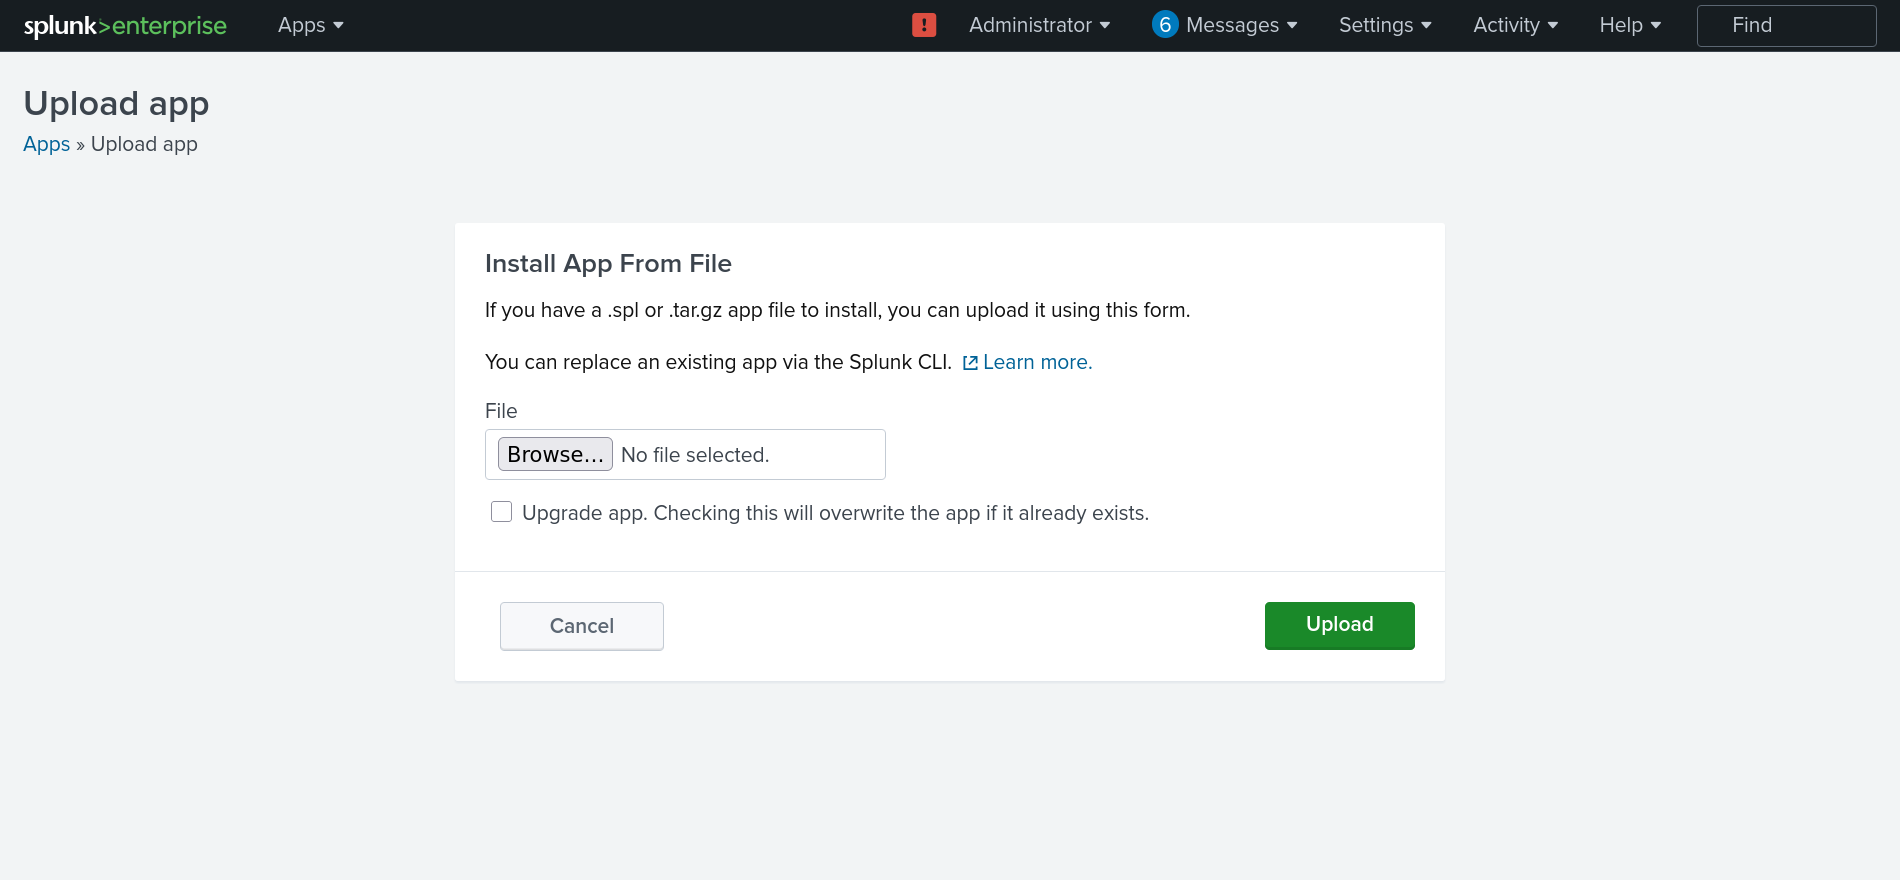 splunk>enterprise Apps Administrator 6 Messages Settings Activity Help Find
Upload app
Apps » Upload app
Install App From File
If you have a .spl or .tar.gz app file to install, you can upload it using this form.
You can replace an existing app via the Splunk CLI. Learn more.
File
Browse... No file selected.
Upgrade app. Checking this will overwrite the app if it already exists.
Cancel Upload